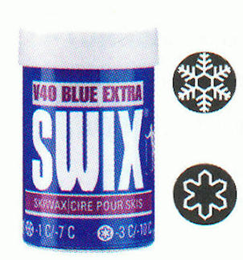 V40 BLUE EXTRA
SWIX
SKIWAX|CIRE POUR SKIS
-1 C/-7 C -3 C/-10 C